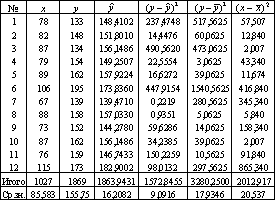 № x y ŷ (y − ŷ)² (y − ȳ)² (x − x̄)²
1 78 133 148,4102 237,4748 517,5625 57,507
2 82 148 151,8010 14,4476 60,0625 12,840
3 87 134 156,1486 490,5620 473,0625 2,007
4 79 154 149,2507 22,5554 3,0625 43,340
5 89 162 157,9224 16,6272 39,0625 11,674
6 106 195 173,8360 447,9154 1540,5625 416,840
7 67 139 139,4710 0,2219 280,5625 345,340
8 88 158 157,0330 0,9351 5,0625 5,840
9 73 152 144,2780 59,6286 14,0625 158,340
10 87 162 156,1486 34,2385 39,0625 2,007
11 76 159 146,7433 150,2259 10,5625 91,840
12 115 173 182,9002 98,0132 297,5625 865,340
Итого 1027 1869 1863,9431 1572,8455 3280,2500 2012,917
Ср.зн. 85,583 155,75 16,2082 9,0916 17,9346 20,537